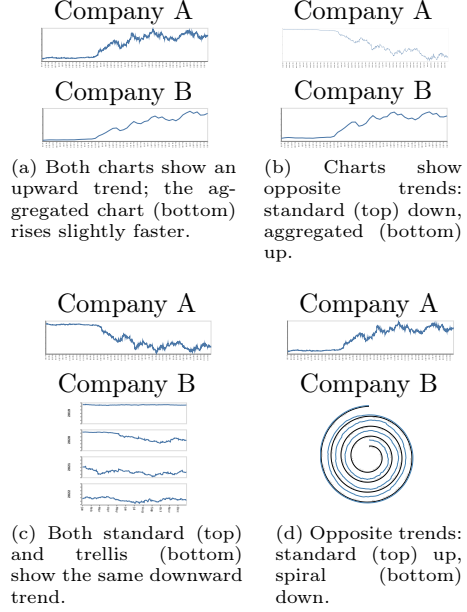 Company A
Company B
(a) Both charts show an
upward trend; the ag-
gregated chart (bottom)
rises slightly faster.
Company A
Company B
(b) Charts show
opposite trends:
standard (top) down,
aggregated (bottom)
up.
Company A
Company B
(c) Both standard (top)
and trellis (bottom)
show the same downward
trend.
Company A
Company B
(d) Opposite trends:
standard (top) up,
spiral (bottom)
down.